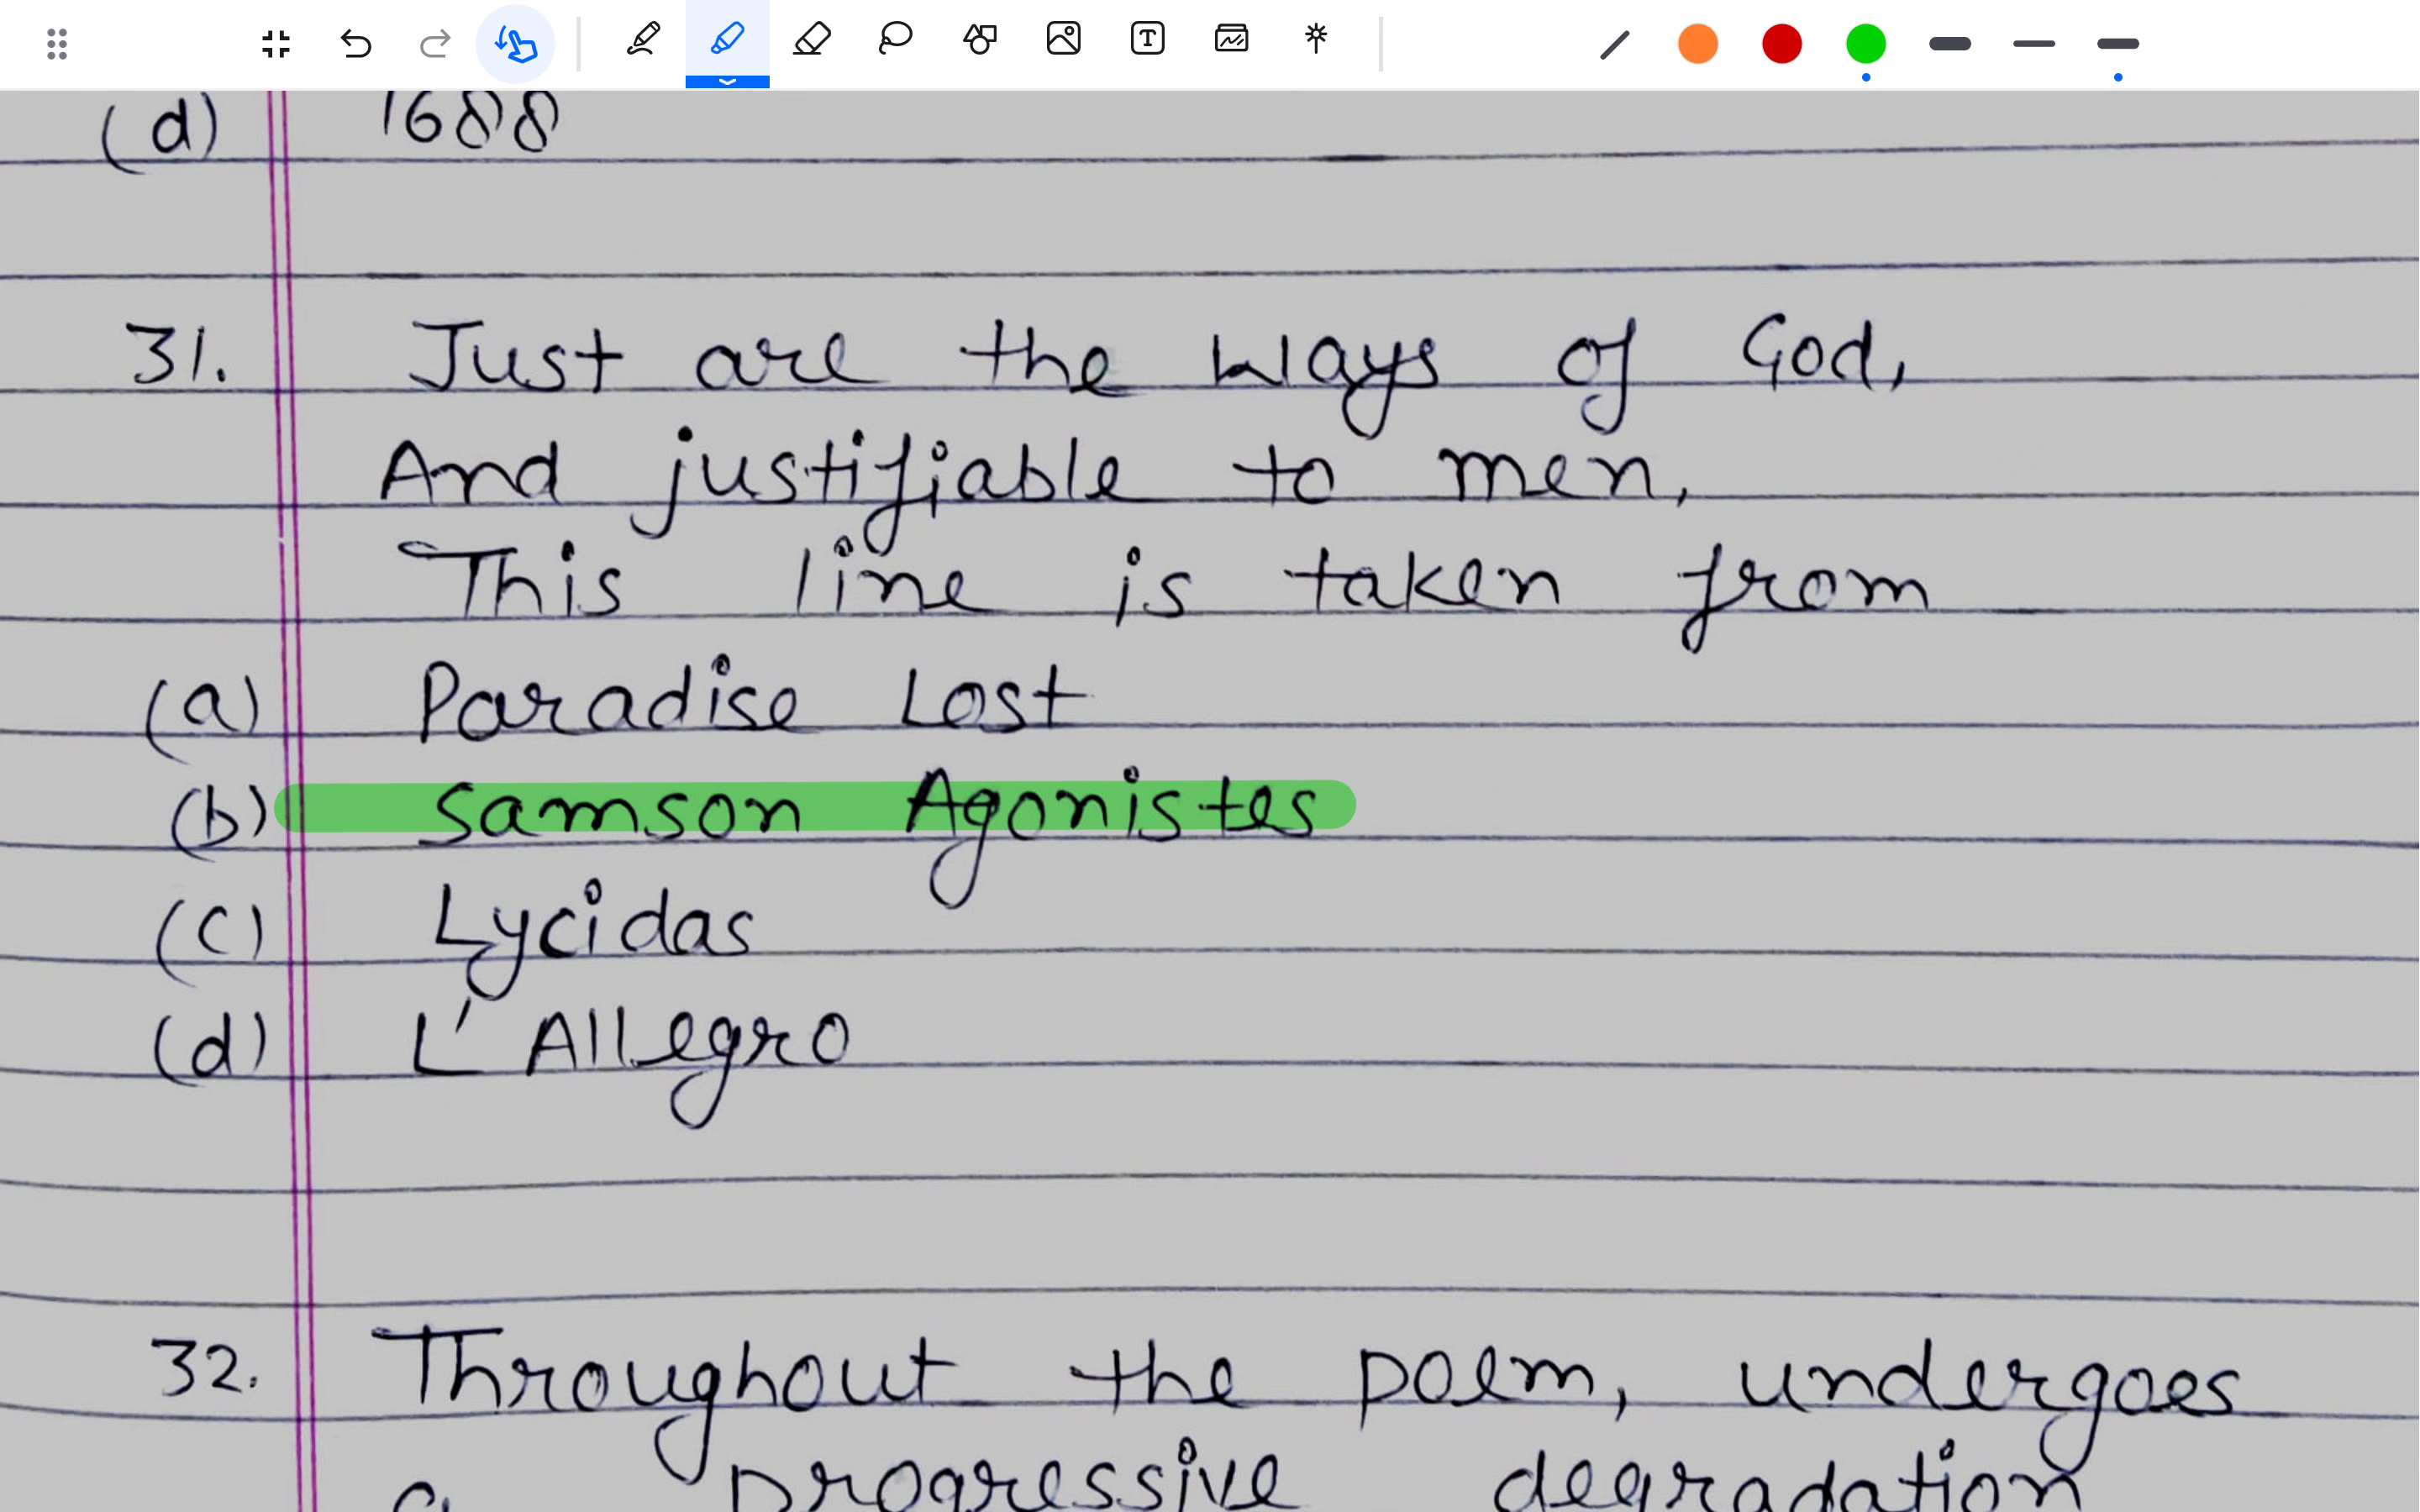 (d) 1688
31. Just are the ways of God,
And justifiable to men,
This line is taken from
(a) Paradise Lost
(b) Samson Agonistes
(c) Lycidas
(d) L'Allegro
32. Throughout the poem, undergoes
progressive degradation